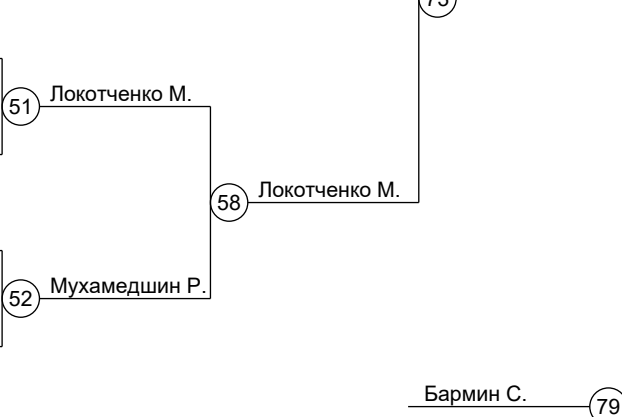 51 Локотченко М.
58 Локотченко М.
52 Мухамедшин Р.
Бармин С. 79